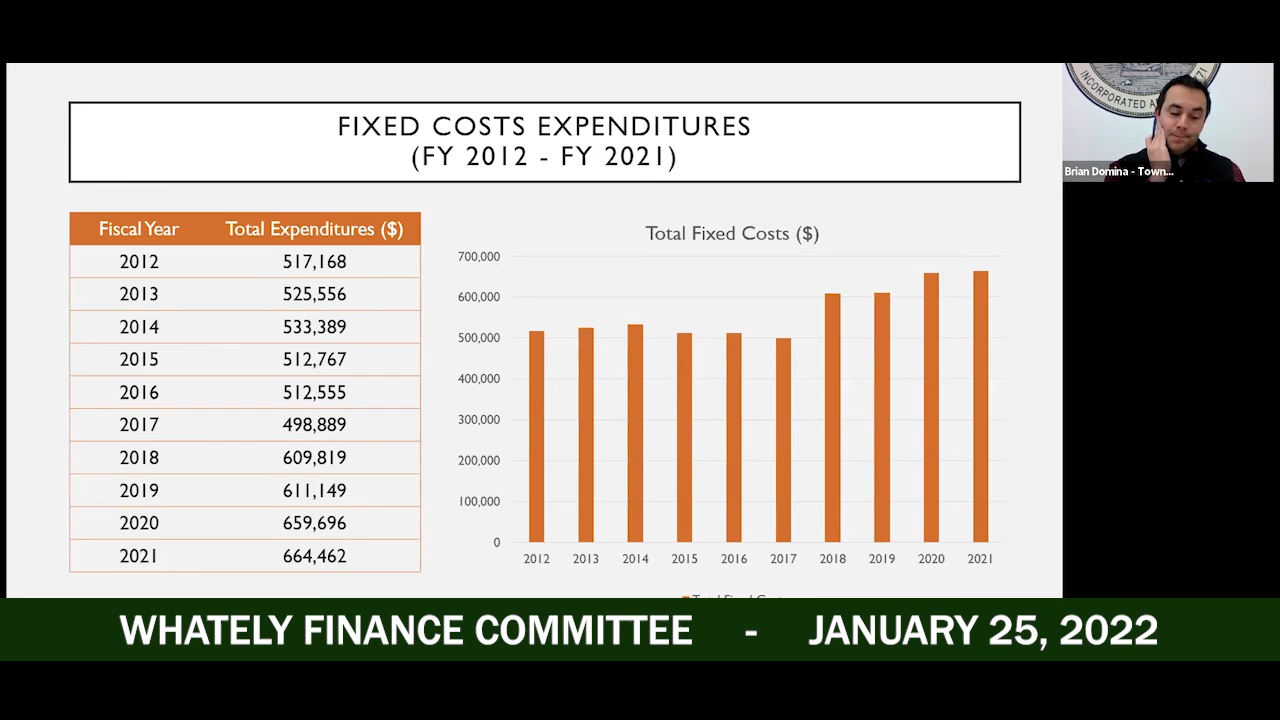 FIXED COSTS EXPENDITURES
(FY 2012 - FY 2021)
Fiscal Year Total Expenditures ($)
2012 517,168
2013 525,556
2014 533,389
2015 512,767
2016 512,555
2017 498,889
2018 609,819
2019 611,149
2020 659,696
2021 664,462
Total Fixed Costs ($)
700,000
600,000
500,000
400,000
300,000
200,000
100,000
0
2012 2013 2014 2015 2016 2017 2018 2019 2020 2021
INCORPORATED
71
Brian Domina - Town...
WHATELY FINANCE COMMITTEE - JANUARY 25, 2022